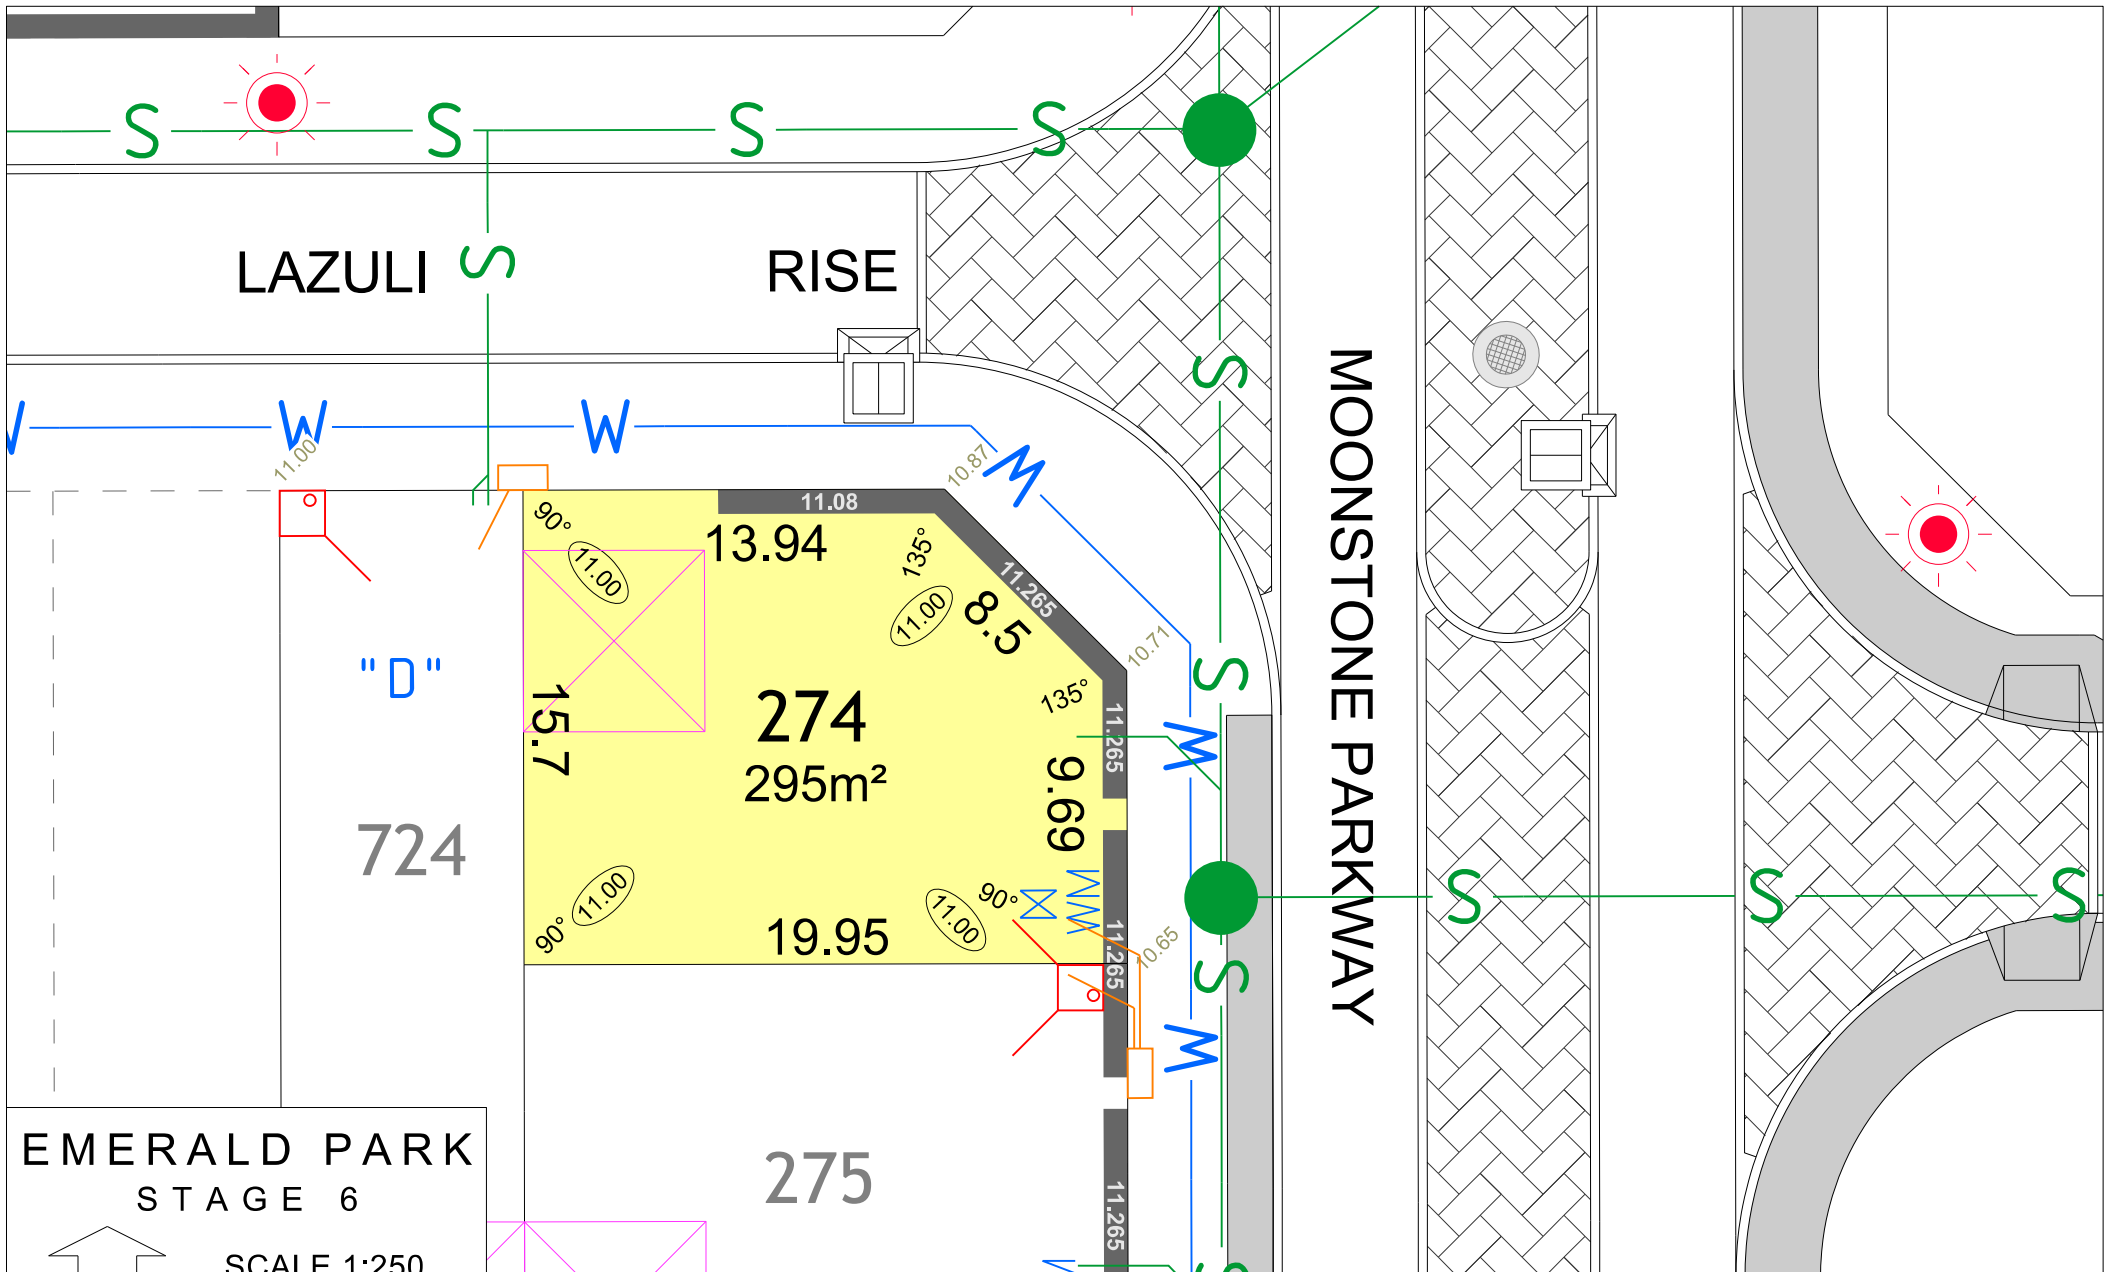 S S S S
LAZULI S RISE
S
MOONSTONE PARKWAY
W W W W
11.00
10.87
W
11.08
90°
13.94
135°
11.265
11.00
11.00
8.5
10.71
S
"D"
135°
15.7
274
295m²
11.265
W
9.69
724
11.00
90°
19.95
11.00
90°
W
W
11.265
10.65
S S S
S
W
EMERALD PARK
STAGE 6
SCALE 1:250
275
11.265